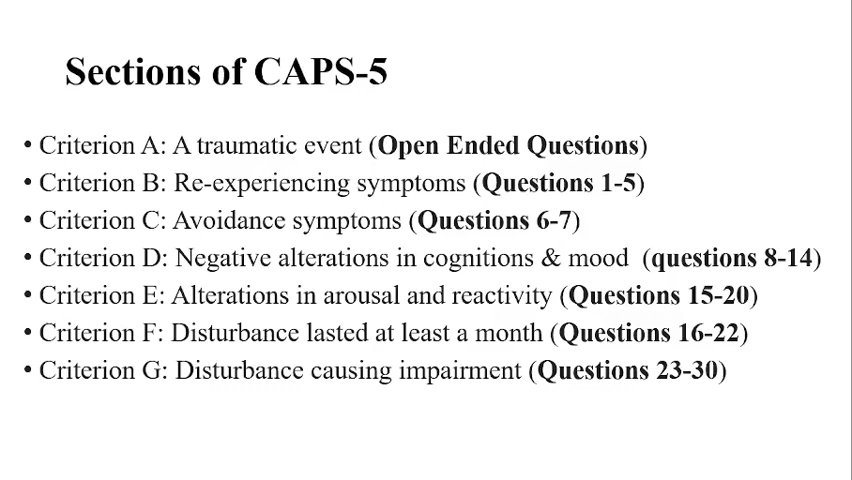 Sections of CAPS-5
• Criterion A: A traumatic event (Open Ended Questions)
• Criterion B: Re-experiencing symptoms (Questions 1-5)
• Criterion C: Avoidance symptoms (Questions 6-7)
• Criterion D: Negative alterations in cognitions & mood (questions 8-14)
• Criterion E: Alterations in arousal and reactivity (Questions 15-20)
• Criterion F: Disturbance lasted at least a month (Questions 16-22)
• Criterion G: Disturbance causing impairment (Questions 23-30)